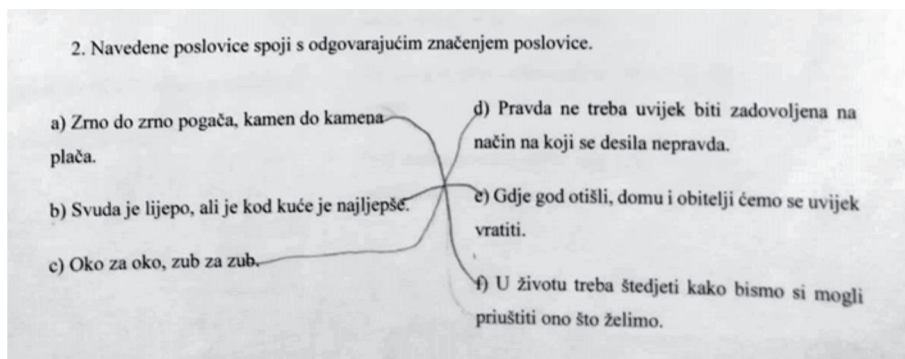 2. Navedene poslovice spoji s odgovarajućim značenjem poslovice.
a) Zrno do zrno pogača, kamen do kamena
plača.
b) Svuda je lijepo, ali je kod kuće je najljepše.
c) Oko za oko, zub za zub.
d) Pravda ne treba uvijek biti zadovoljena na
način na koji se desila nepravda.
e) Gdje god otišli, domu i obitelji ćemo se uvijek
vratiti.
f) U životu treba štedjeti kako bismo si mogli
priuštiti ono što želimo.